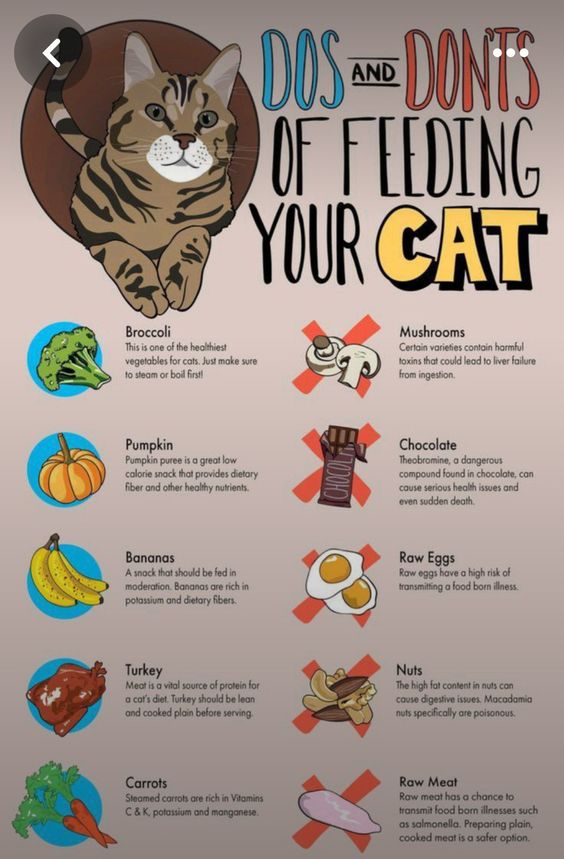 DOS AND DON'TS
OF FEEDING
YOUR CAT
Broccoli
This is one of the healthiest
vegetables for cats. Just make sure
to steam or boil first!
Mushrooms
Certain varieties contain harmful
toxins that could lead to liver failure
from ingestion.
Pumpkin
Pumpkin puree is a great low
calorie snack that provides dietary
fiber and other healthy nutrients.
CHOCOL
Chocolate
Theobromine, a dangerous
compound found in chocolate, can
cause serious health issues and
even sudden death.
Bananas
A snack that should be fed in
moderation. Bananas are rich in
potassium and dietary fibers.
Raw Eggs
Raw eggs have a high risk of
transmitting a food born illness.
Turkey
Meat is a vital source of protein for
a cat's diet. Turkey should be lean
and cooked plain before serving.
Nuts
The high fat content in nuts can
cause digestive issues. Macadamia
nuts specifically are poisonous.
Carrots
Steamed carrots are rich in Vitamins
C & K, potassium and manganese.
Raw Meat
Raw meat has a chance to
transmit food born illnesses such
as salmonella. Preparing plain,
cooked meat is a safer option.